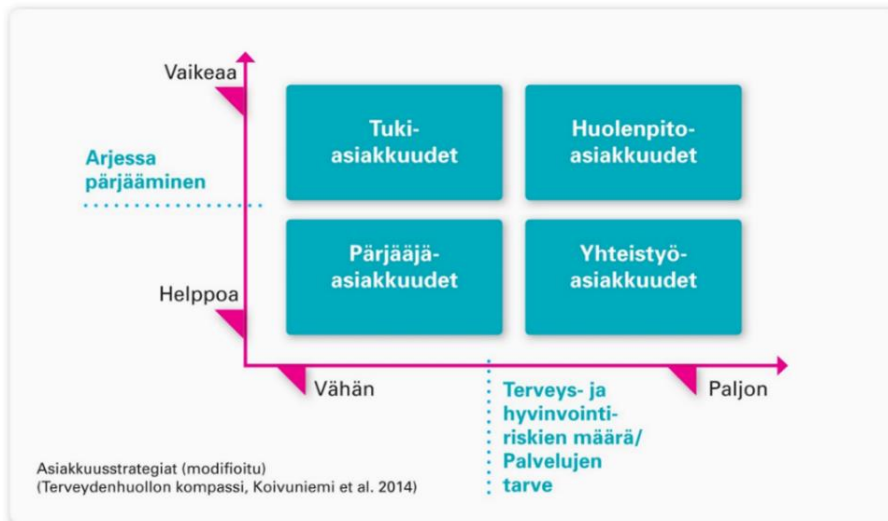 Vaikeaa
Tuki-
asiakkuudet
Huolenpito-
asiakkuudet
Arjessa
pärjääminen
Pärjääjä-
asiakkuudet
Yhteistyö-
asiakkuudet
Helppoa
Vähän
Terveys- ja
hyvinvointi-
riskien määrä/
Palvelujen
tarve
Paljon
Asiakkuusstrategiat (modifioitu)
(Terveydenhuollon kompassi, Koivuniemi et al. 2014)